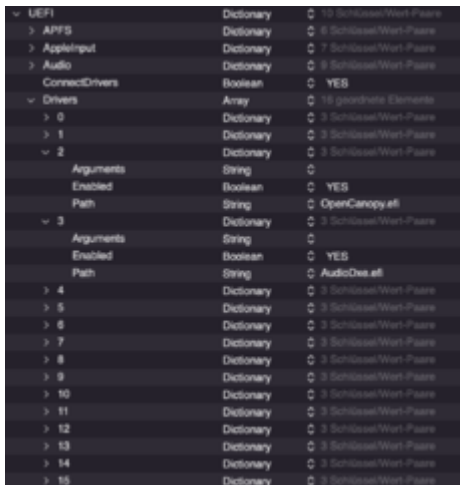 UEFI Dictionary 10 Schlüssel/Wert-Paare
APFS Dictionary 6 Schlüssel/Wert-Paare
AppleInput Dictionary 7 Schlüssel/Wert-Paare
Audio Dictionary 9 Schlüssel/Wert-Paare
ConnectDrivers Boolean YES
Drivers Array 16 geordnete Elemente
0 Dictionary 3 Schlüssel/Wert-Paare
1 Dictionary 3 Schlüssel/Wert-Paare
2 Dictionary 3 Schlüssel/Wert-Paare
Arguments String
Enabled Boolean YES
Path String OpenCanopy.efi
3 Dictionary 3 Schlüssel/Wert-Paare
Arguments String
Enabled Boolean YES
Path String AudioDxe.efi
4 Dictionary 3 Schlüssel/Wert-Paare
5 Dictionary 3 Schlüssel/Wert-Paare
6 Dictionary 3 Schlüssel/Wert-Paare
7 Dictionary 3 Schlüssel/Wert-Paare
8 Dictionary 3 Schlüssel/Wert-Paare
9 Dictionary 3 Schlüssel/Wert-Paare
10 Dictionary 3 Schlüssel/Wert-Paare
11 Dictionary 3 Schlüssel/Wert-Paare
12 Dictionary 3 Schlüssel/Wert-Paare
13 Dictionary 3 Schlüssel/Wert-Paare
14 Dictionary 3 Schlüssel/Wert-Paare
15 Dictionary 3 Schlüssel/Wert-Paare